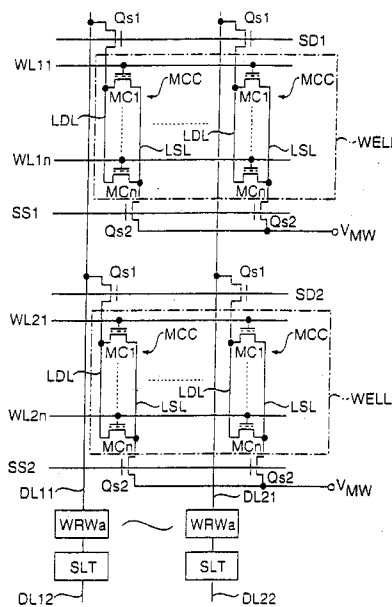 Qs1 Qs1
SD1
WL11
MCC MCC
MC1 MC1
LDL LDL
WELL
WL1n LSL LSL
MCn MCn
SS1
Qs2 Qs2
VMW
Qs1 Qs1
SD2
WL21
MCC MCC
MC1 MC1
LDL LDL
WELL
WL2n LSL LSL
MCn MCn
SS2
Qs2 Qs2
DL11 DL21 VMW
WRWa WRWa
SLT SLT
DL12 DL22